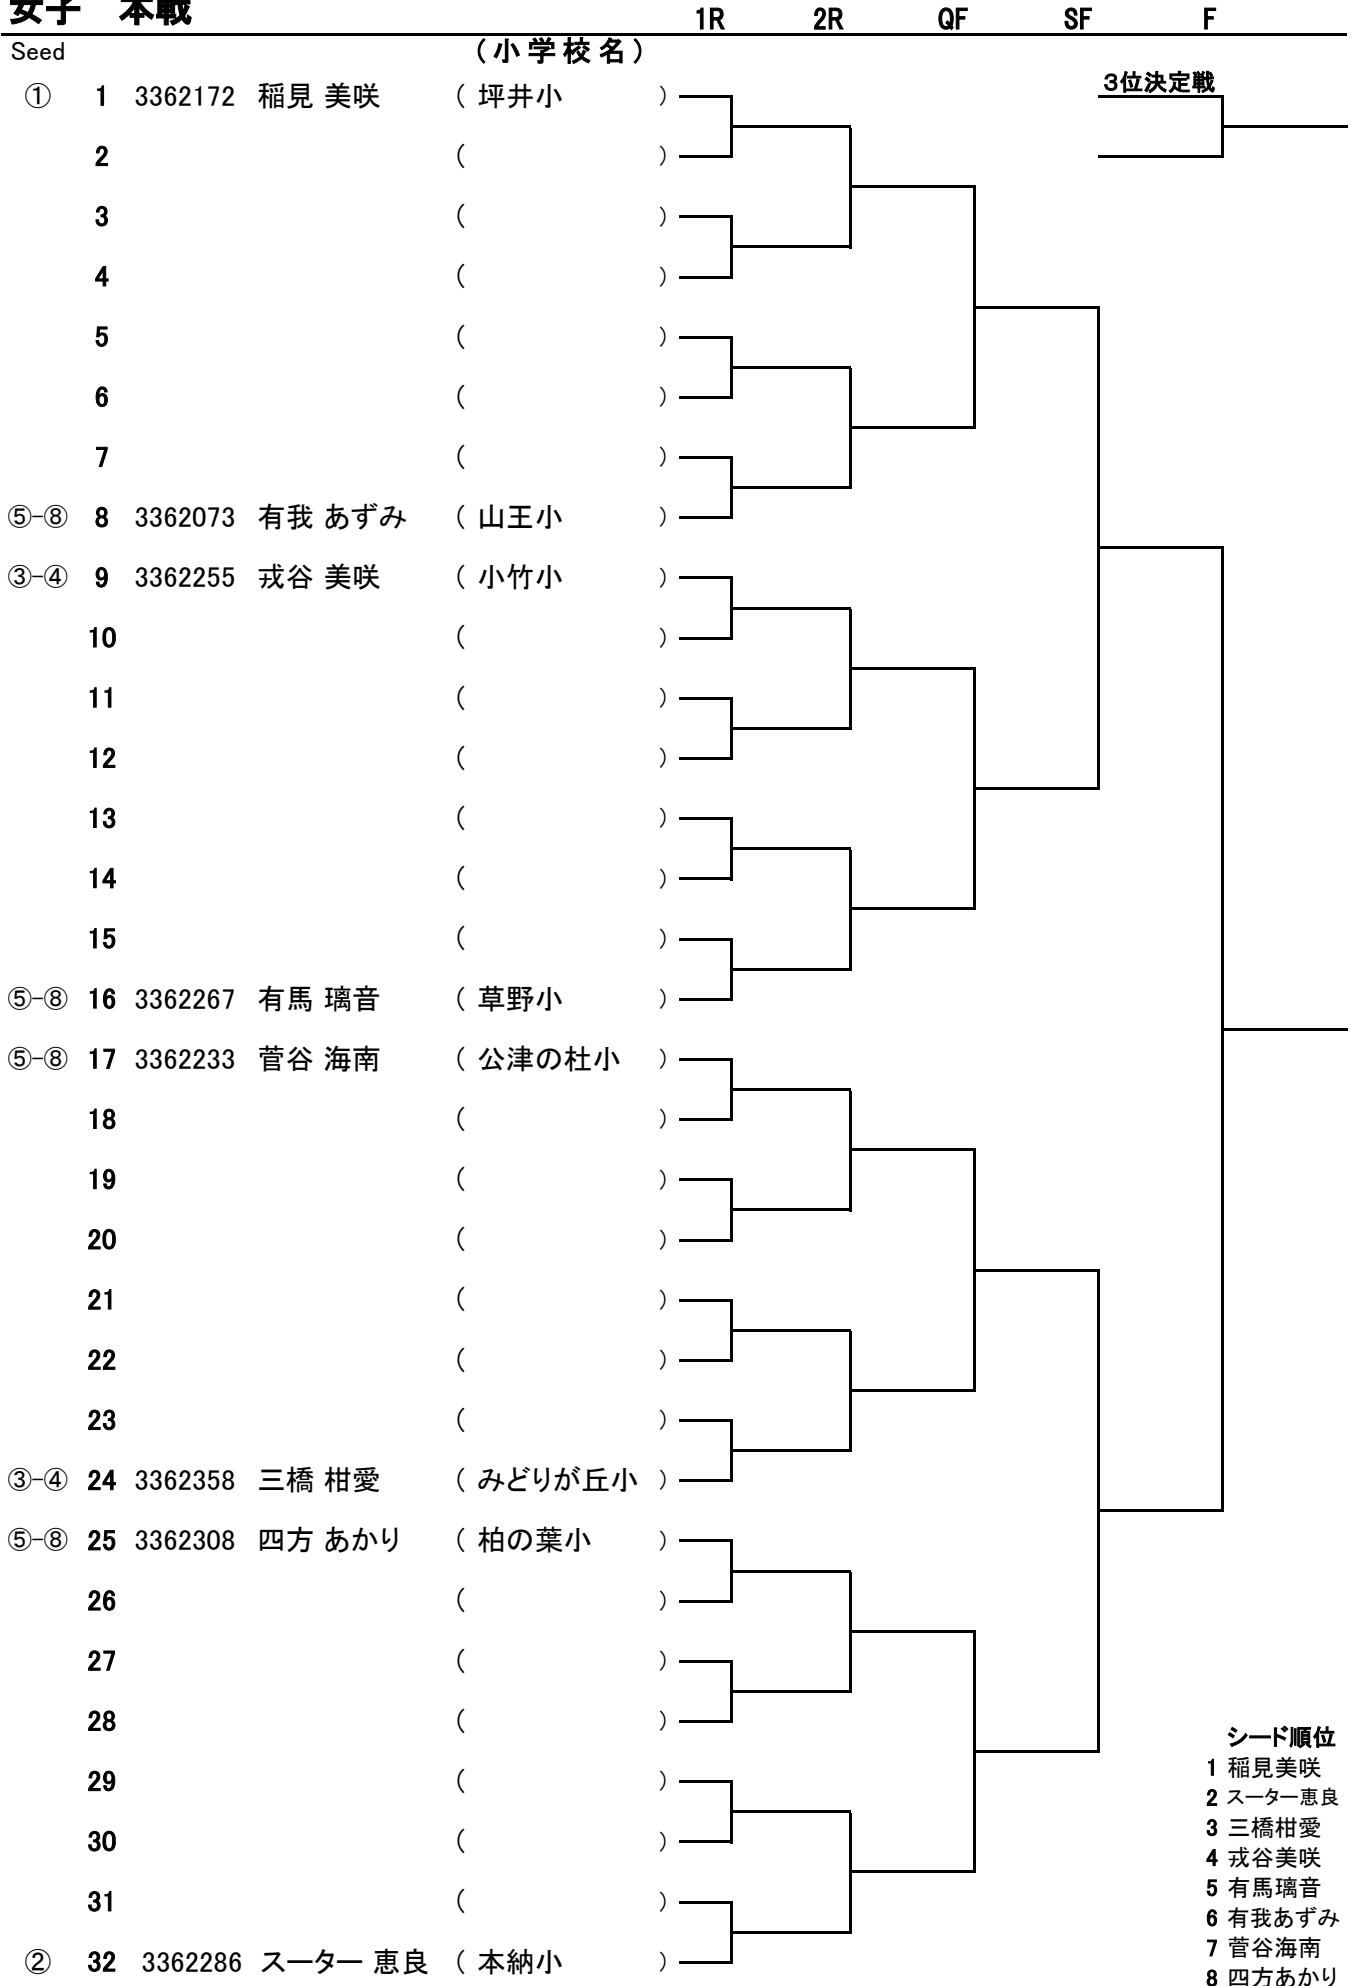 女子 本戦 1R 2R QF SF F
Seed (小学校名)
3位決定戦
① 1 3362172 稲見 美咲 ( 坪井小 )
2 ( )
3 ( )
4 ( )
5 ( )
6 ( )
7 ( )
⑤-⑧ 8 3362073 有我 あずみ ( 山王小 )
③-④ 9 3362255 戎谷 美咲 ( 小竹小 )
10 ( )
11 ( )
12 ( )
13 ( )
14 ( )
15 ( )
⑤-⑧ 16 3362267 有馬 璃音 ( 草野小 )
⑤-⑧ 17 3362233 菅谷 海南 ( 公津の杜小 )
18 ( )
19 ( )
20 ( )
21 ( )
22 ( )
23 ( )
③-④ 24 3362358 三橋 柑愛 ( みどりが丘小 )
⑤-⑧ 25 3362308 四方 あかり ( 柏の葉小 )
26 ( )
27 ( )
28 ( )
29 ( )
30 ( )
31 ( )
② 32 3362286 スーター 恵良 ( 本納小 )
シード順位
1 稲見美咲
2 スーター恵良
3 三橋柑愛
4 戎谷美咲
5 有馬璃音
6 有我あずみ
7 菅谷海南
8 四方あかり